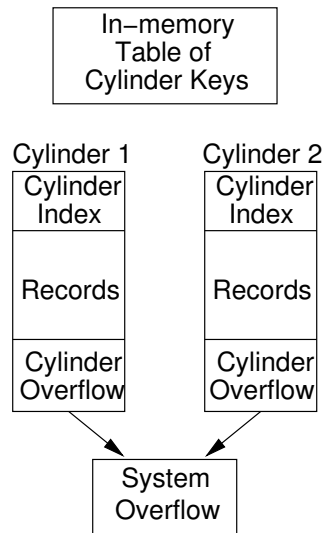 In−memory
Table of
Cylinder Keys
Cylinder 1
Cylinder
Index
Records
Cylinder
Overflow
Cylinder 2
Cylinder
Index
Records
Cylinder
Overflow
System
Overflow